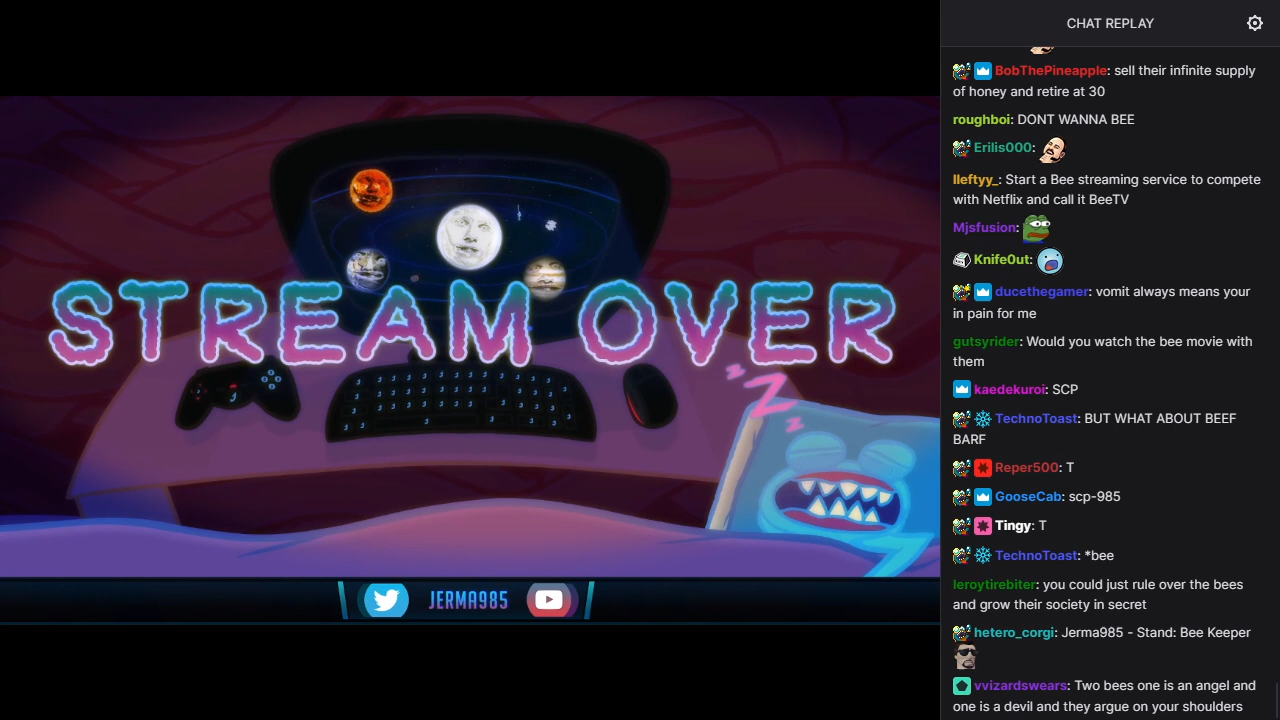 CHAT REPLAY
BobThePineapple: sell their infinite supply
of honey and retire at 30
roughboi: DONT WANNA BEE
Erilis000:
lleftyy_: Start a Bee streaming service to compete
with Netflix and call it BeeTV
Mjsfusion:
Knife0ut:
ducethegamer: vomit always means your
in pain for me
gutsyrider: Would you watch the bee movie with
them
kaedekuroi: SCP
TechnoToast: BUT WHAT ABOUT BEEF
BARF
Reper500: T
GooseCab: scp-985
Tingy: T
TechnoToast: *bee
leroytirebiter: you could just rule over the bees
and grow their society in secret
hetero_corgi: Jerma985 - Stand: Bee Keeper
vvizardswears: Two bees one is an angel and
one is a devil and they argue on your shoulders
STREAM OVER
z
Z
z
JERMA985